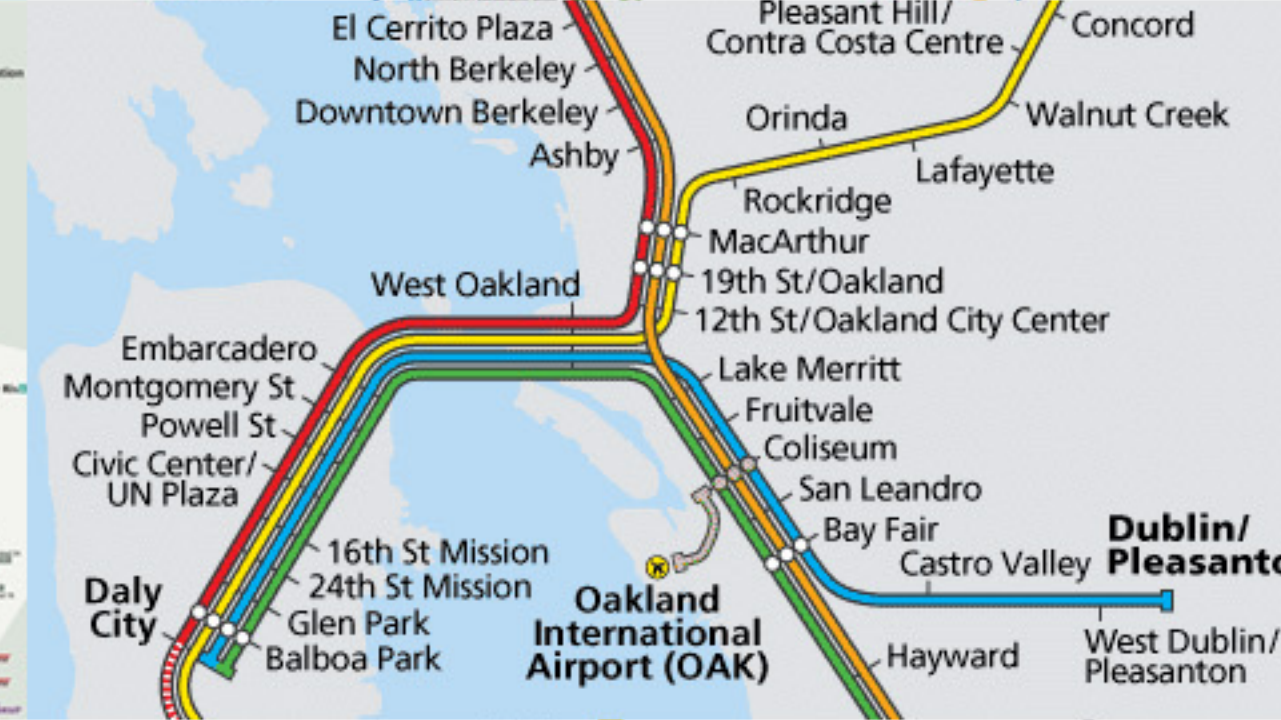 El Cerrito Plaza
North Berkeley
Downtown Berkeley
Ashby
Pleasant Hill/
Contra Costa Centre
Concord
Walnut Creek
Orinda
Lafayette
Rockridge
MacArthur
19th St/Oakland
12th St/Oakland City Center
West Oakland
Embarcadero
Montgomery St
Powell St
Civic Center/
UN Plaza
16th St Mission
24th St Mission
Glen Park
Balboa Park
Daly
City
Lake Merritt
Fruitvale
Coliseum
San Leandro
Bay Fair
Castro Valley
Dublin/
Pleasanto
West Dublin/
Pleasanton
Hayward
Oakland
International
Airport (OAK)